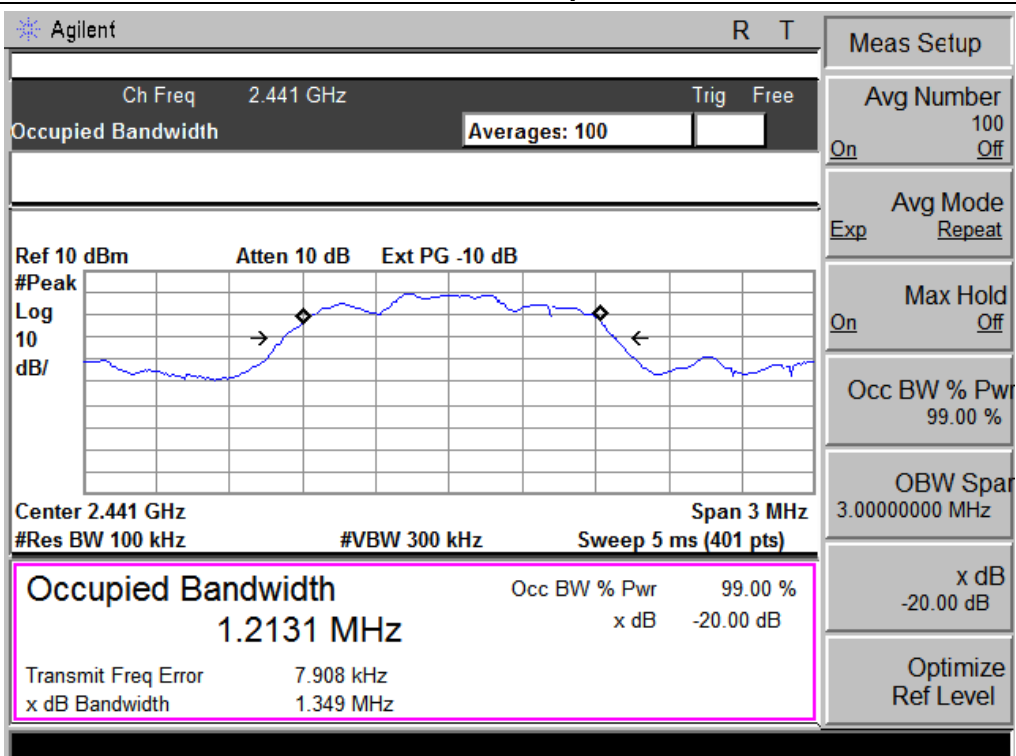 Agilent R T
Ch Freq 2.441 GHz Trig Free
Occupied Bandwidth Averages: 100
Ref 10 dBm Atten 10 dB Ext PG -10 dB
#Peak
Log
10
dB/
Center 2.441 GHz Span 3 MHz
#Res BW 100 kHz #VBW 300 kHz Sweep 5 ms (401 pts)
Occupied Bandwidth
1.2131 MHz
Occ BW % Pwr 99.00 %
x dB -20.00 dB
Transmit Freq Error 7.908 kHz
x dB Bandwidth 1.349 MHz
Meas Setup
Avg Number
100
On Off
Avg Mode
Exp Repeat
Max Hold
On Off
Occ BW % Pwr
99.00 %
OBW Span
3.00000000 MHz
x dB
-20.00 dB
Optimize
Ref Level